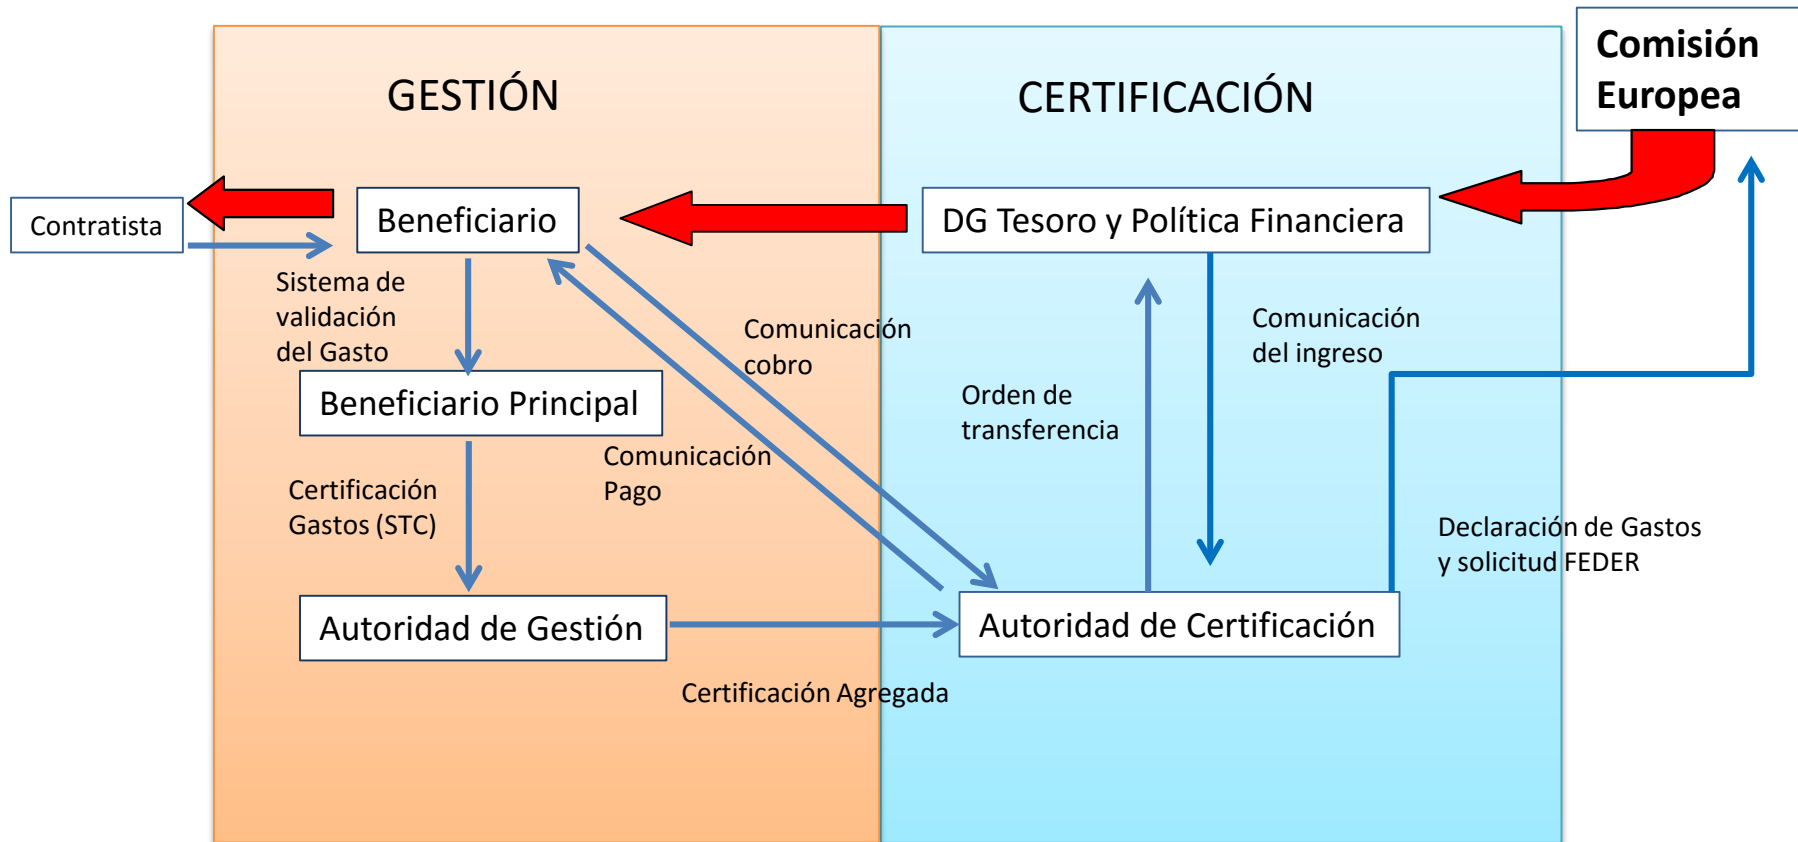 Comisión
Europea
GESTIÓN
CERTIFICACIÓN
Contratista
Beneficiario
DG Tesoro y Política Financiera
Sistema de
validación
del Gasto
Comunicación
cobro
Comunicación
del ingreso
Beneficiario Principal
Orden de
transferencia
Comunicación
Pago
Certificación
Gastos (STC)
Declaración de Gastos
y solicitud FEDER
Autoridad de Gestión
Autoridad de Certificación
Certificación Agregada